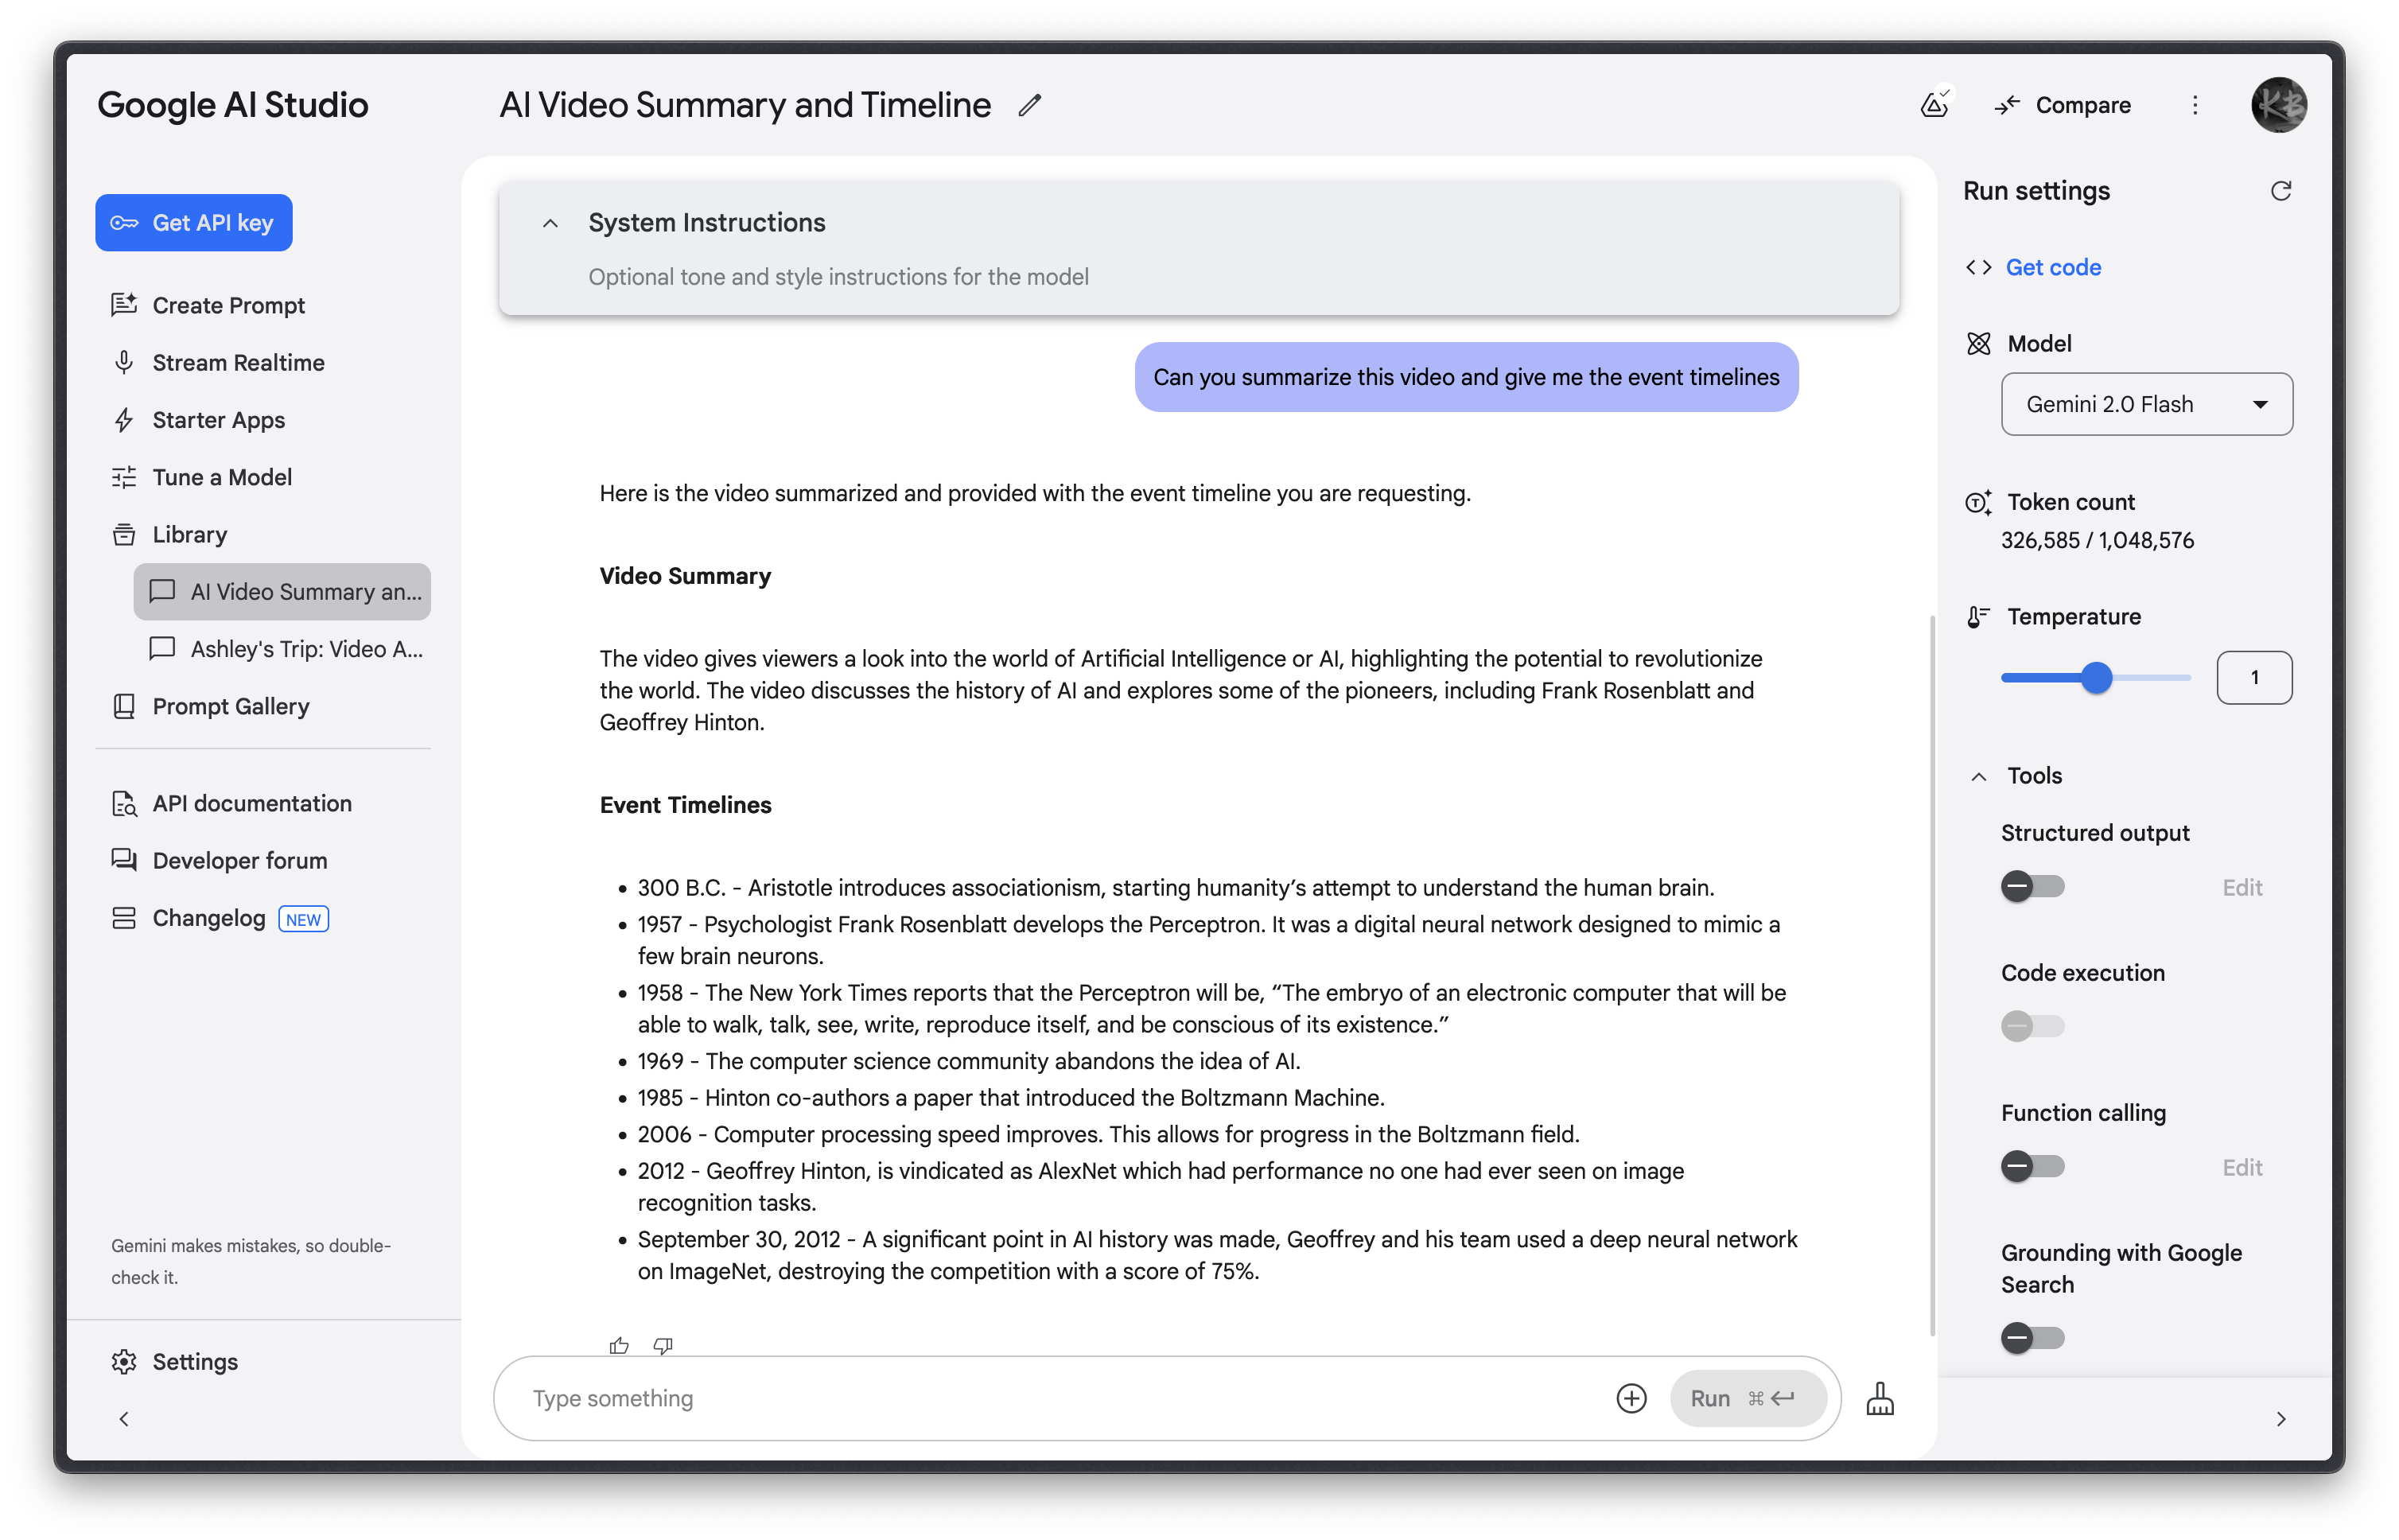 Google AI Studio
AI Video Summary and Timeline
Compare
KB
Get API key
Create Prompt
Stream Realtime
Starter Apps
Tune a Model
Library
AI Video Summary an...
Ashley's Trip: Video A...
Prompt Gallery
API documentation
Developer forum
Changelog NEW
Gemini makes mistakes, so double-
check it.
Settings
System Instructions
Optional tone and style instructions for the model
Can you summarize this video and give me the event timelines
Here is the video summarized and provided with the event timeline you are requesting.
Video Summary
The video gives viewers a look into the world of Artificial Intelligence or AI, highlighting the potential to revolutionize
the world. The video discusses the history of AI and explores some of the pioneers, including Frank Rosenblatt and
Geoffrey Hinton.
Event Timelines
• 300 B.C. - Aristotle introduces associationism, starting humanity’s attempt to understand the human brain.
• 1957 - Psychologist Frank Rosenblatt develops the Perceptron. It was a digital neural network designed to mimic a
few brain neurons.
• 1958 - The New York Times reports that the Perceptron will be, “The embryo of an electronic computer that will be
able to walk, talk, see, write, reproduce itself, and be conscious of its existence.”
• 1969 - The computer science community abandons the idea of AI.
• 1985 - Hinton co-authors a paper that introduced the Boltzmann Machine.
• 2006 - Computer processing speed improves. This allows for progress in the Boltzmann field.
• 2012 - Geoffrey Hinton, is vindicated as AlexNet which had performance no one had ever seen on image
recognition tasks.
• September 30, 2012 - A significant point in AI history was made, Geoffrey and his team used a deep neural network
on ImageNet, destroying the competition with a score of 75%.
Type something
Run ⌘ ↵
Run settings
Get code
Model
Gemini 2.0 Flash
Token count
326,585 / 1,048,576
Temperature
1
Tools
Structured output
Edit
Code execution
Function calling
Edit
Grounding with Google
Search